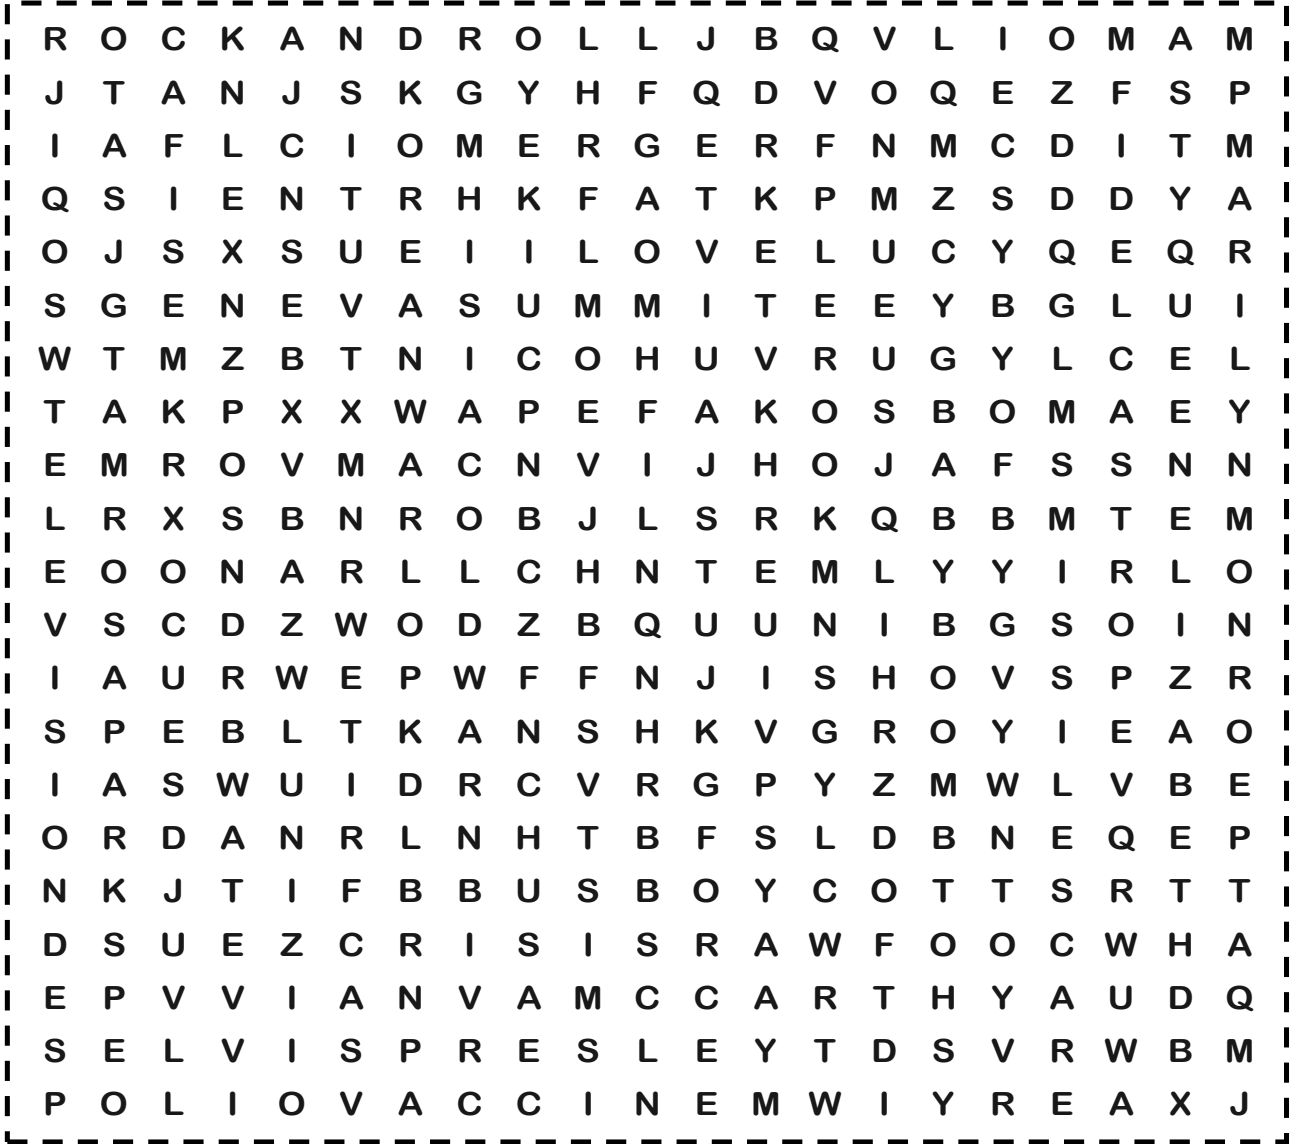 R O C K A N D R O L L J B Q V L I O M A M
J T A N J S K G Y H F Q D V O Q E Z F S P
I A F L C I O M E R G E R F N M C D I T M
Q S I E N T R H K F A T K P M Z S D D Y A
O J S X S U E I I L O V E L U C Y Q E Q R
S G E N E V A S U M M I T E E Y B G L U I
W T M Z B T N I C O H U V R U G Y L C E L
T A K P X X W A P E F A K O S B O M A E Y
E M R O V M A C N V I J H O J A F S S N N
L R X S B N R O B J L S R K Q B B M T E M
E O O N A R L L C H N T E M L Y Y I R L O
V S C D Z W O D Z B Q U U N I B G S O I N
I A U R W E P W F F N J I S H O V S P Z R
S P E B L T K A N S H K V G R O Y I E A O
I A S W U I D R C V R G P Y Z M W L V B E
O R D A N R L N H T B F S L D B N E Q E P
N K J T I F B B U S B O Y C O T T S R T T
D S U E Z C R I S I S R A W F O O C W H A
E P V V I A N V A M C C A R T H Y A U D Q
S E L V I S P R E S L E Y T D S V R W B M
P O L I O V A C C I N E M W I Y R E A X J